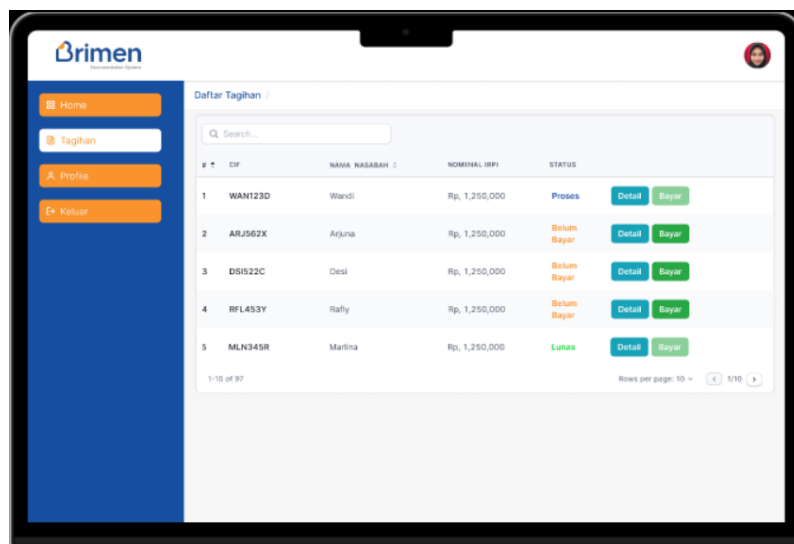 Brimen
Documentation System
Home
Tagihan
Profile
Keluar
Daftar Tagihan /
Search...
# CIF NAMA NASABAH NOMINAL (RP) STATUS
1 WAN123D Wandi Rp, 1,250,000 Proses Detail Bayar
2 ARJ562X Arjuna Rp, 1,250,000 Belum Bayar Detail Bayar
3 DSI522C Desi Rp, 1,250,000 Belum Bayar Detail Bayar
4 RFL453Y Rafly Rp, 1,250,000 Belum Bayar Detail Bayar
5 MLN345R Marlina Rp, 1,250,000 Lunas Detail Bayar
1-10 of 97 Rows per page: 10 1/10